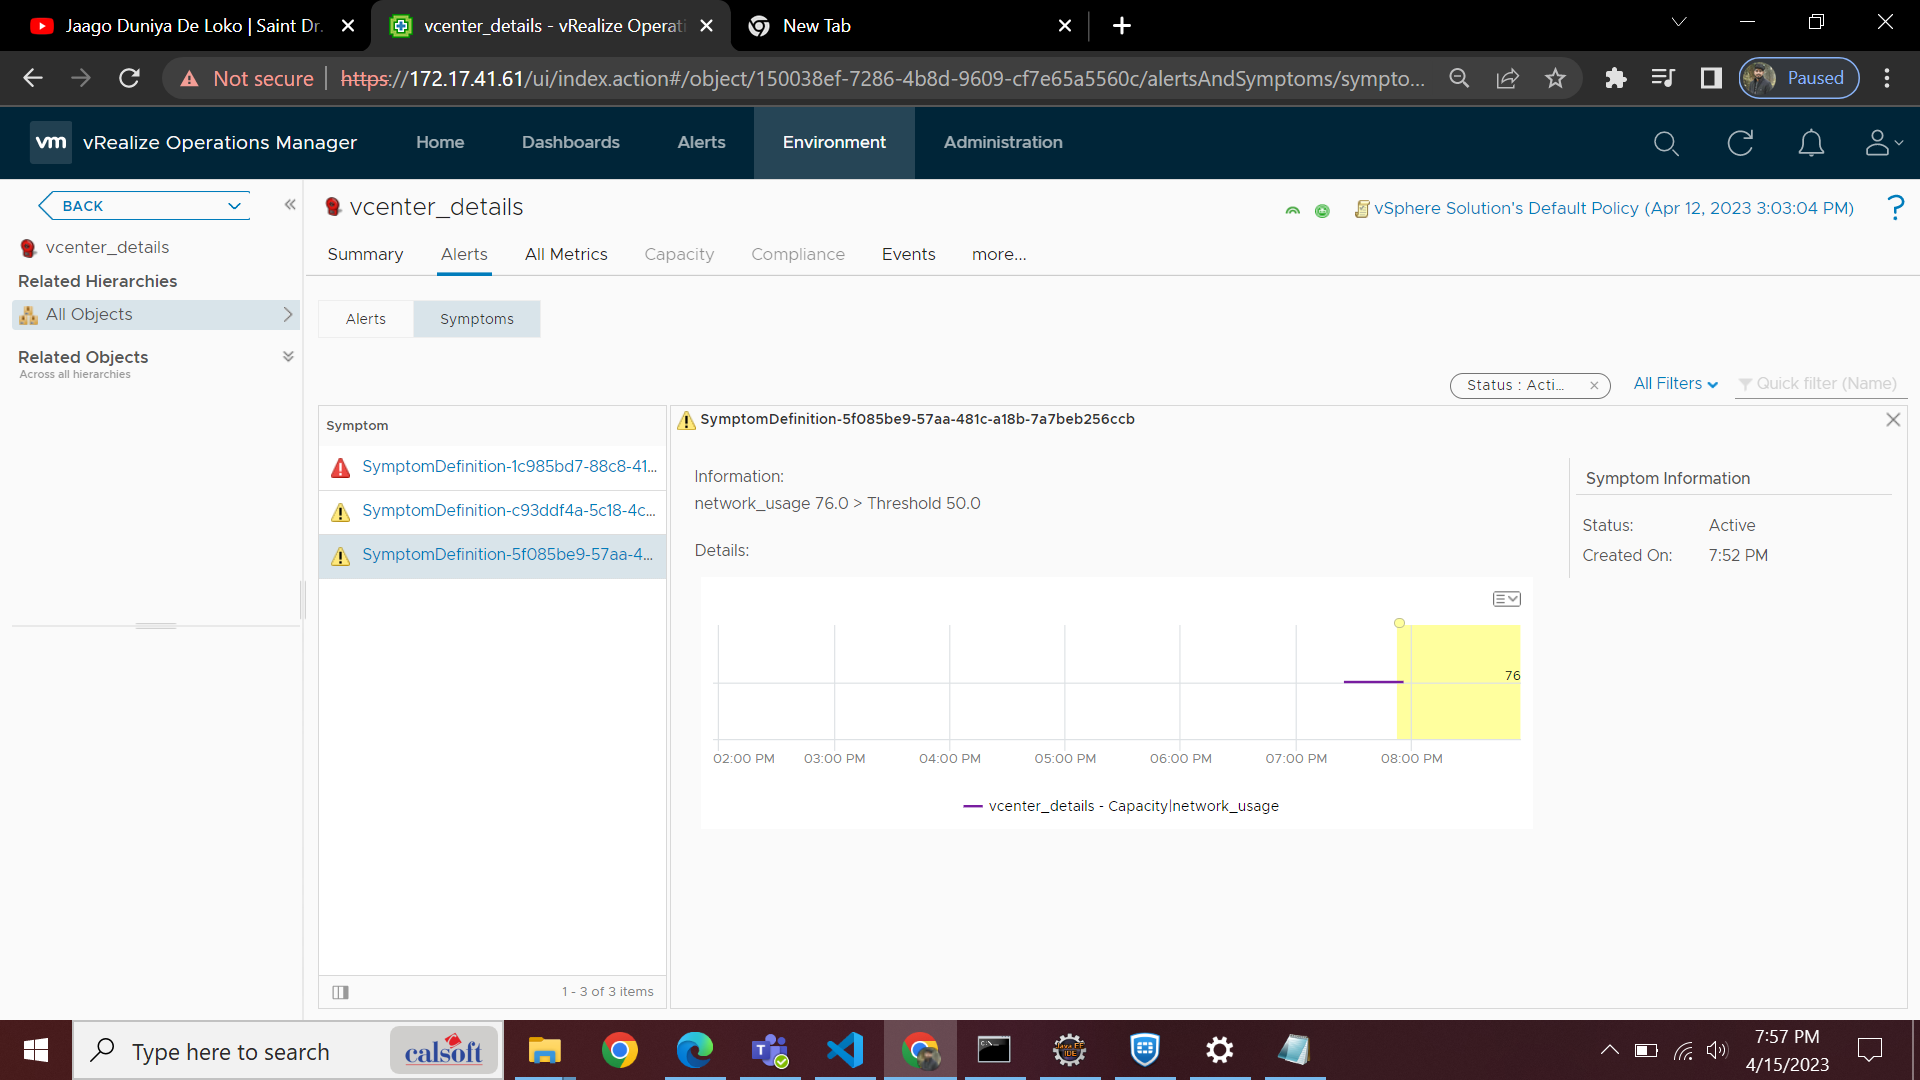 Jaago Duniya De Loko | Saint Dr.
vcenter_details - vRealize Operati
New Tab
Not secure
https://172.17.41.61/ui/index.action#/object/150038ef-7286-4b8d-9609-cf7e65a5560c/alertsAndSymptoms/sympto...
Paused
vm
vRealize Operations Manager
Home
Dashboards
Alerts
Environment
Administration
BACK
vcenter_details
vSphere Solution's Default Policy (Apr 12, 2023 3:03:04 PM)
?
vcenter_details
Related Hierarchies
All Objects
Related Objects
Across all hierarchies
Summary
Alerts
All Metrics
Capacity
Compliance
Events
more...
Alerts
Symptoms
Status : Acti...
All Filters
Quick filter (Name)
Symptom
SymptomDefinition-1c985bd7-88c8-41...
SymptomDefinition-c93ddf4a-5c18-4c...
SymptomDefinition-5f085be9-57aa-4...
1 - 3 of 3 items
SymptomDefinition-5f085be9-57aa-481c-a18b-7a7beb256ccb
Information:
network_usage 76.0 > Threshold 50.0
Details:
76
02:00 PM
03:00 PM
04:00 PM
05:00 PM
06:00 PM
07:00 PM
08:00 PM
vcenter_details - Capacity|network_usage
Symptom Information
Status: Active
Created On: 7:52 PM
Type here to search
calsoft
Java EE
IDE
7:57 PM
4/15/2023